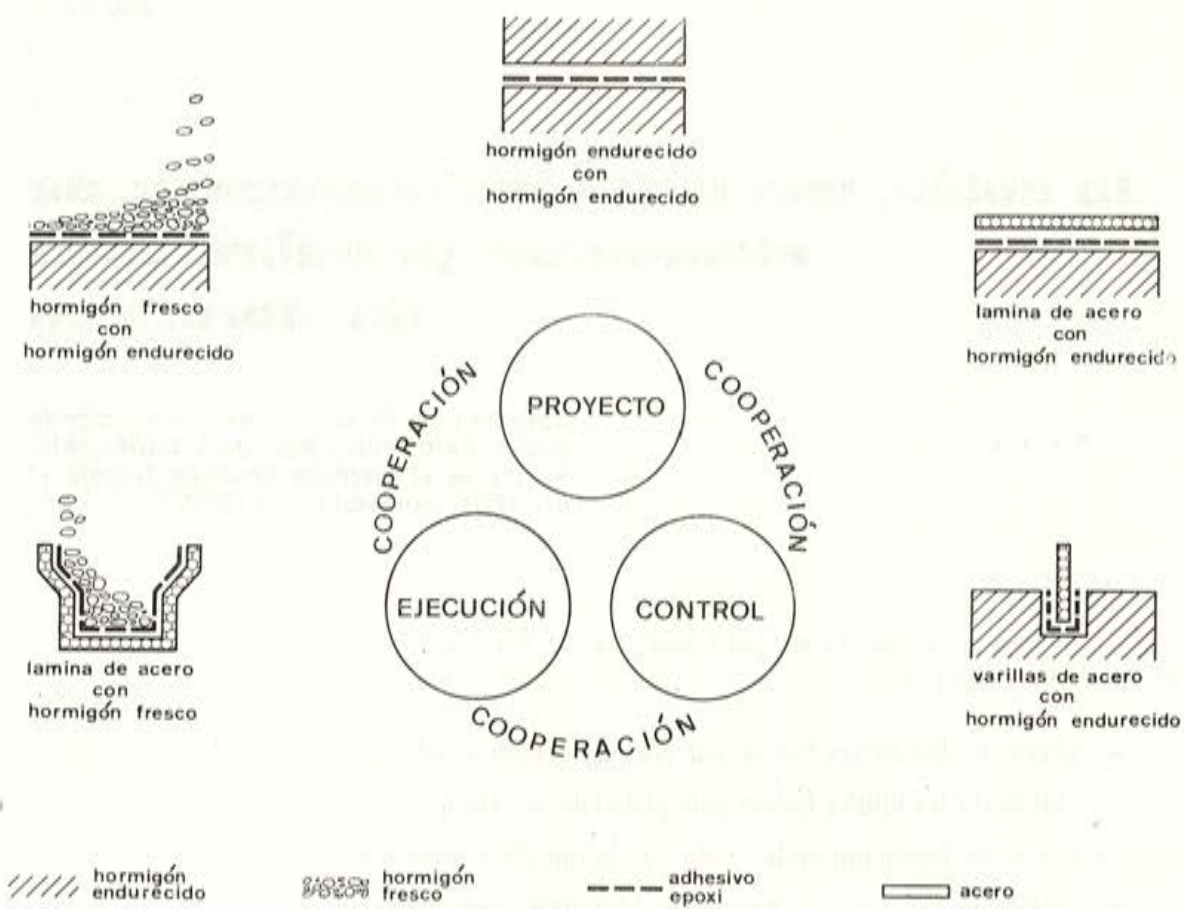 hormigón endurecido
con
hormigón endurecido
hormigón fresco
con
hormigón endurecido
lamina de acero
con
hormigón endurecido
COOPERACIÓN
COOPERACIÓN
PROYECTO
EJECUCIÓN
CONTROL
COOPERACIÓN
lamina de acero
con
hormigón fresco
varillas de acero
con
hormigón endurecido
hormigón
endurecido
hormigón
fresco
adhesivo
epoxi
acero